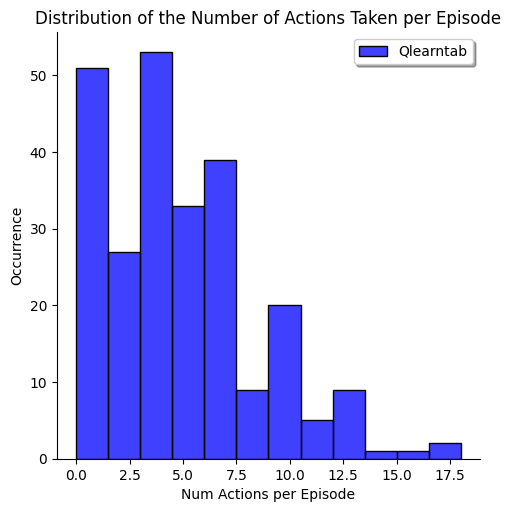 Distribution of the Number of Actions Taken per Episode
Qlearntab
Occurrence
50
40
30
20
10
0
0.0 2.5 5.0 7.5 10.0 12.5 15.0 17.5
Num Actions per Episode